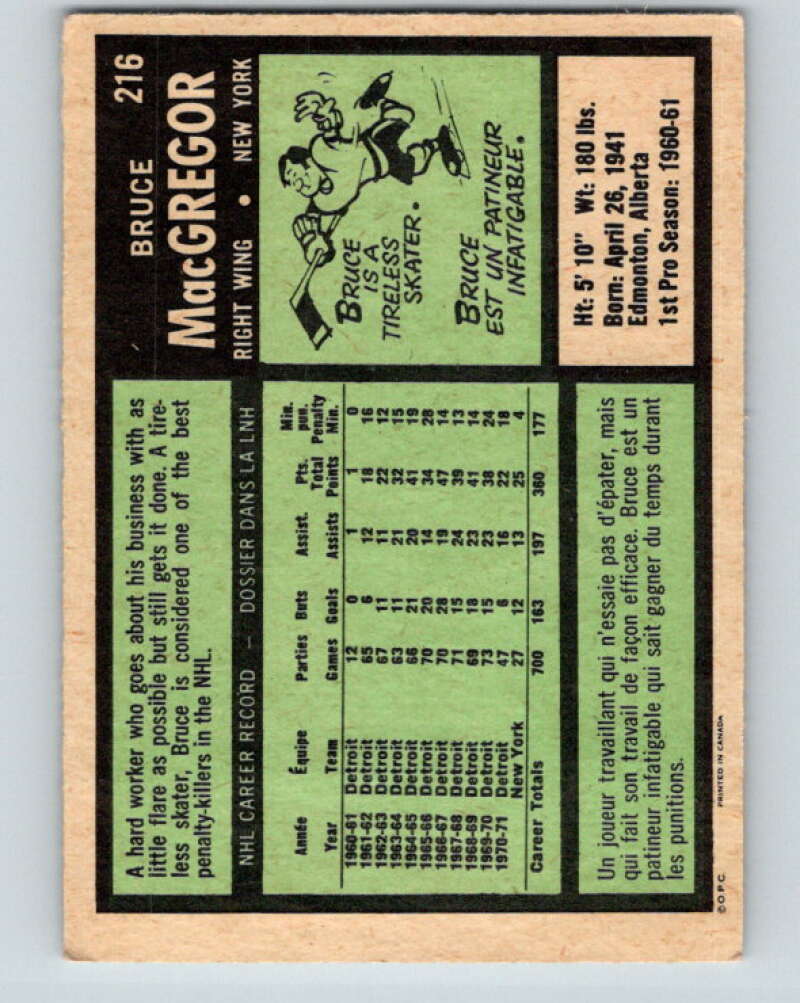 BRUCE 216
MacGREGOR
RIGHT WING • NEW YORK
A hard worker who goes about his business with as
little flare as possible but still gets it done. A tire-
less skater, Bruce is considered one of the best
penalty-killers in the NHL.
BRUCE
IS A
TIRELESS
SKATER.
BRUCE
EST UN PATINEUR
INFATIGABLE.
NHL CAREER RECORD — DOSSIER DANS LA LNH
Année Équipe Parties Buts Assist. Pts. Total Min. pun. Penalty
Year Team Games Goals Assists Points Min.
1960-61 Detroit 12 0 1 1 0
1961-62 Detroit 65 6 12 18 16
1962-63 Detroit 67 11 11 22 12
1963-64 Detroit 63 11 21 32 15
1964-65 Detroit 66 21 20 41 19
1965-66 Detroit 70 20 14 34 28
1966-67 Detroit 70 28 19 47 14
1967-68 Detroit 71 15 24 39 13
1968-69 Detroit 69 18 23 41 14
1969-70 Detroit 73 15 23 38 24
1970-71 Detroit 47 6 16 22 18
New York 27 12 13 25 4
Career Totals 700 163 197 360 177
Ht: 5' 10" Wt: 180 lbs.
Born: April 26, 1941
Edmonton, Alberta
1st Pro Season: 1960-61
Un joueur travaillant qui n'essaie pas d'épater, mais
qui fait son travail de façon efficace. Bruce est un
patineur infatigable qui sait gagner du temps durant
les punitions.
© O.P.C. PRINTED IN CANADA